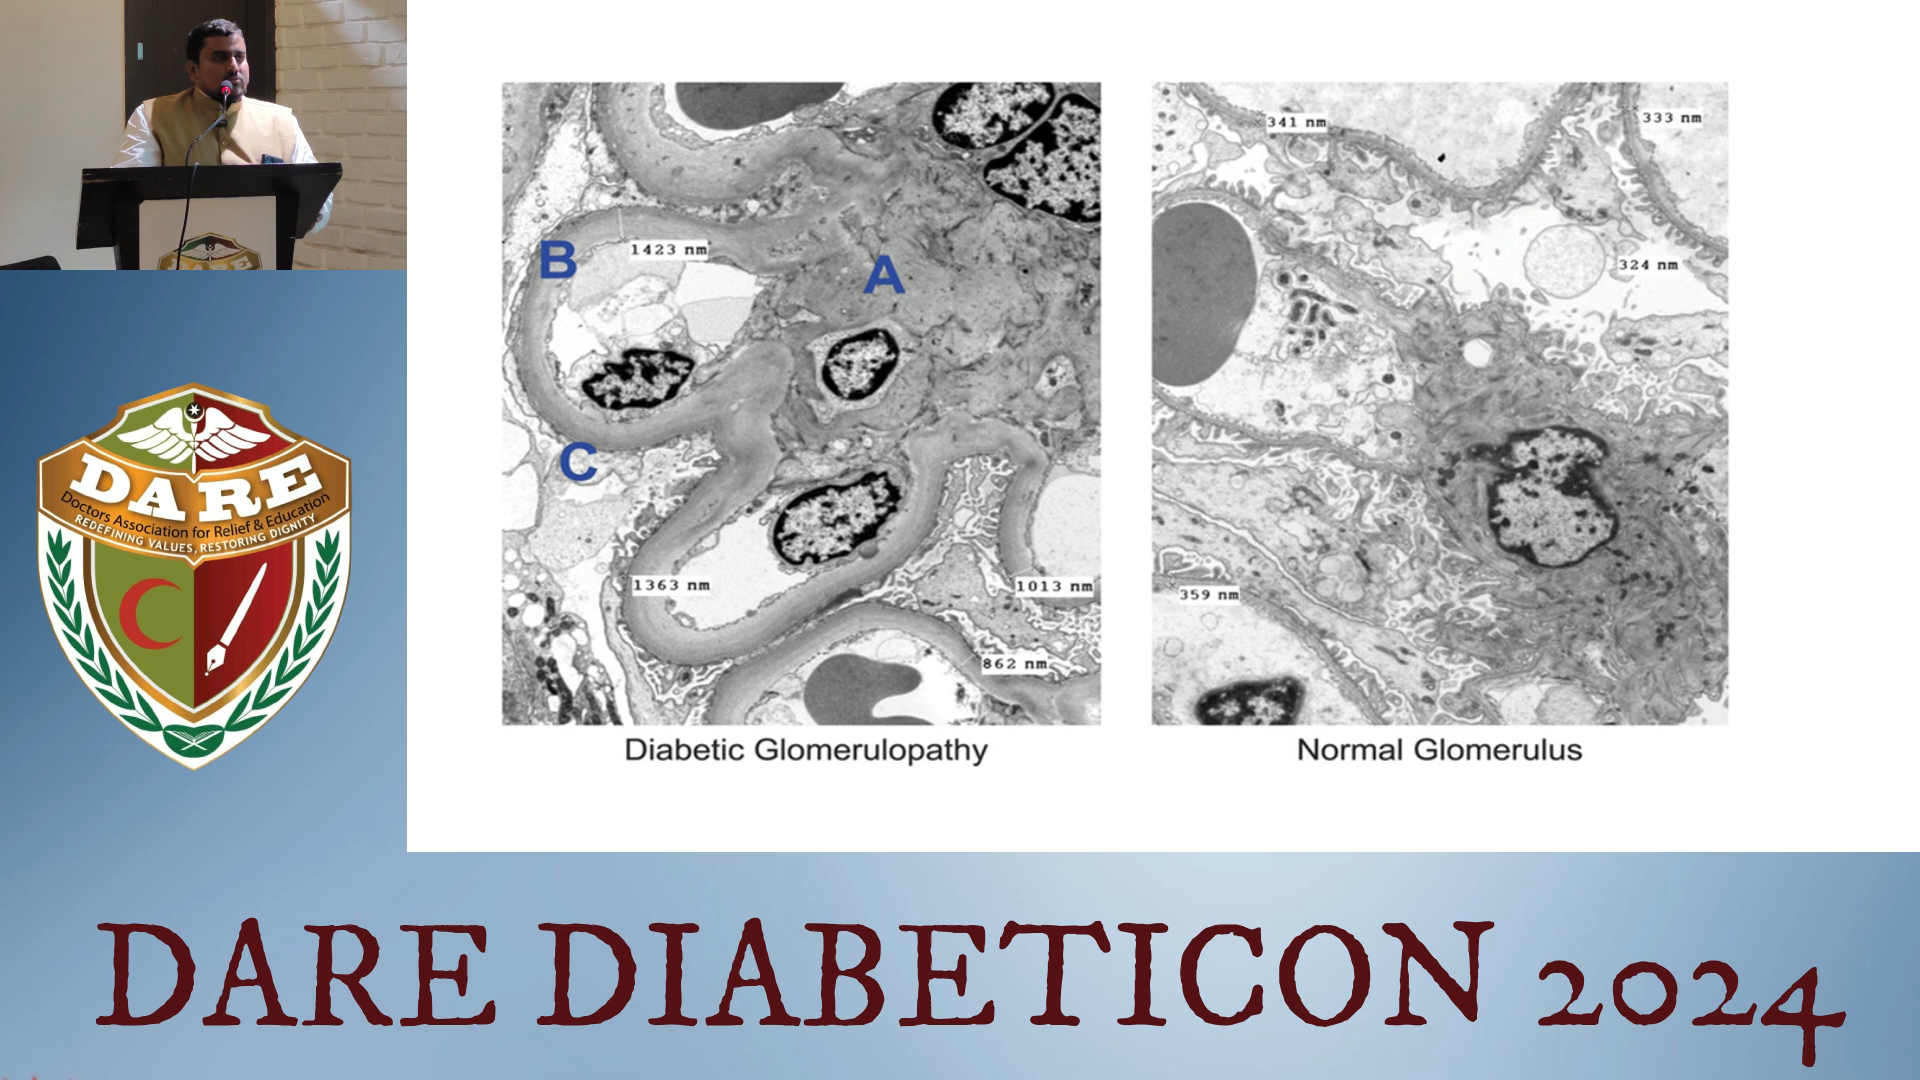 341 nm
333 nm
B
1423 nm
A
324 nm
C
1363 nm
1013 nm
359 nm
862 nm
Diabetic Glomerulopathy
Normal Glomerulus
DARE
Doctors Association for Relief & Education
REDEFINING VALUES, RESTORING DIGNITY
DARE
DARE DIABETICON 2024